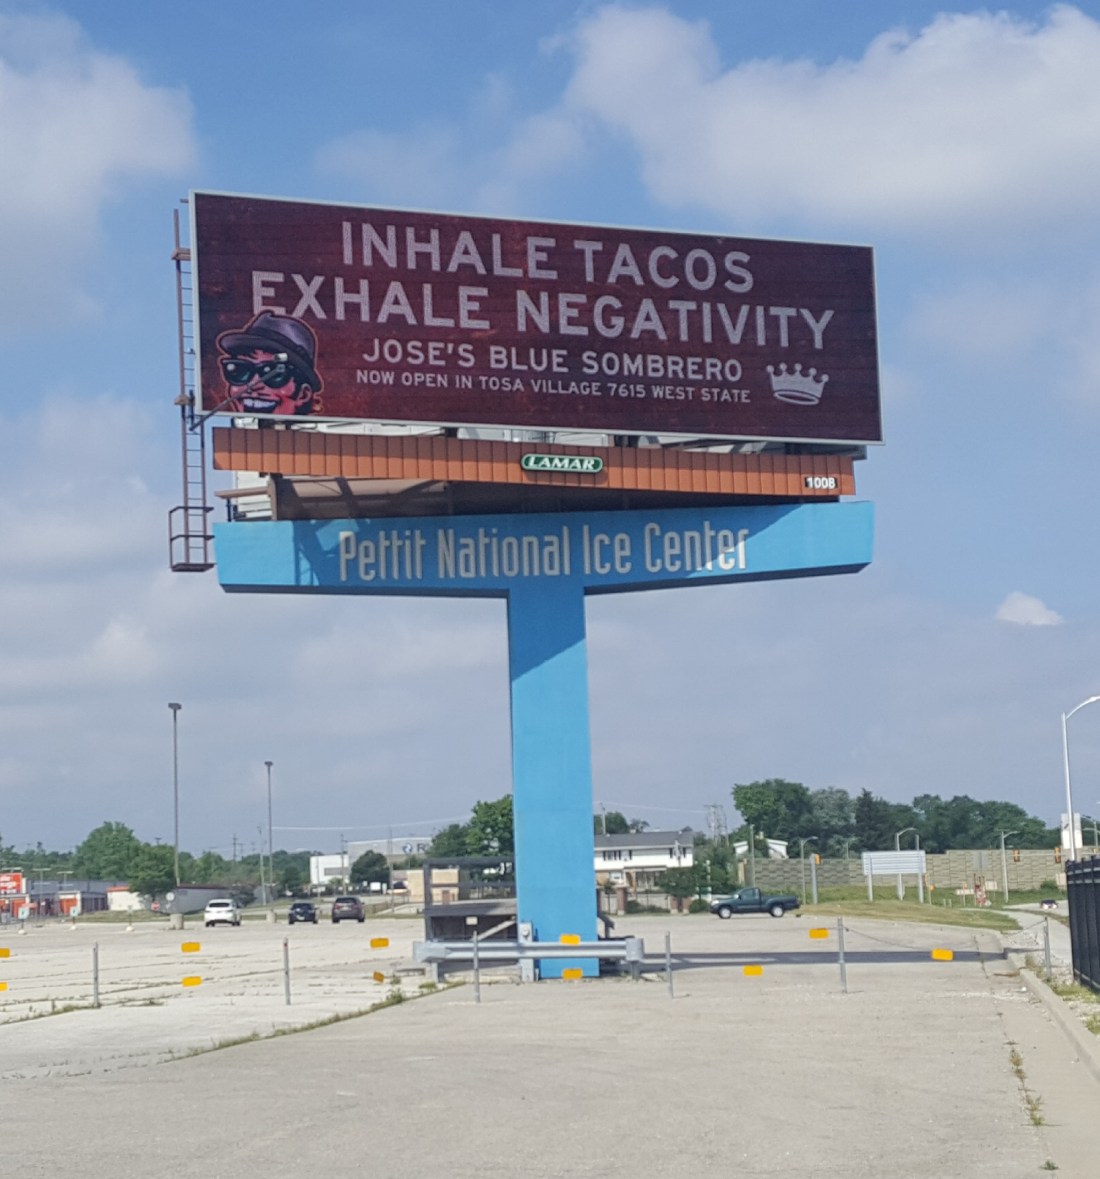 INHALE TACOS
EXHALE NEGATIVITY
JOSE'S BLUE SOMBRERO
NOW OPEN IN TOSA VILLAGE 7615 WEST STATE
LAMAR
1008
Pettit National Ice Center